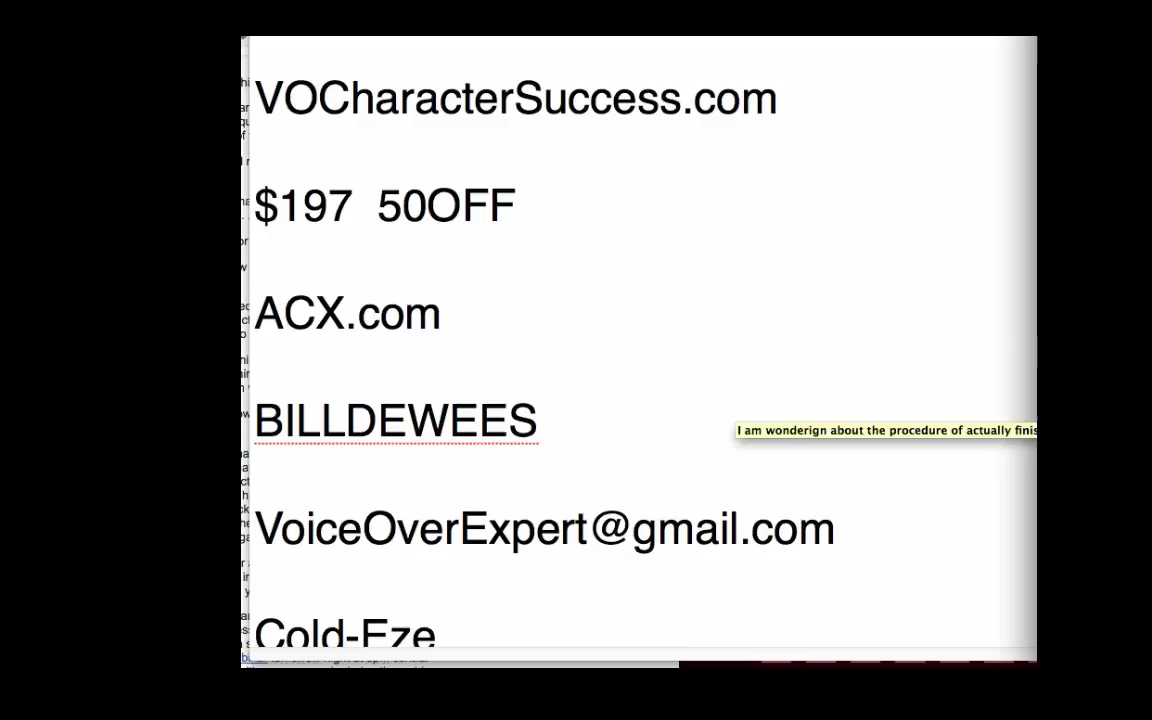 VOCharacterSuccess.com
$197 50OFF
ACX.com
BILLDEWEES
I am wonderign about the procedure of actually finis
VoiceOverExpert@gmail.com
Cold-Eze